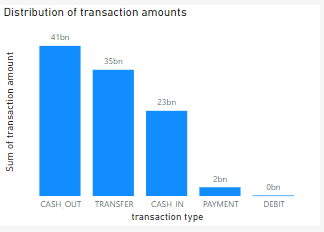 Distribution of transaction amounts
Sum of transaction amount
41bn
35bn
23bn
2bn
0bn
CASH_OUT TRANSFER CASH_IN PAYMENT DEBIT
transaction type